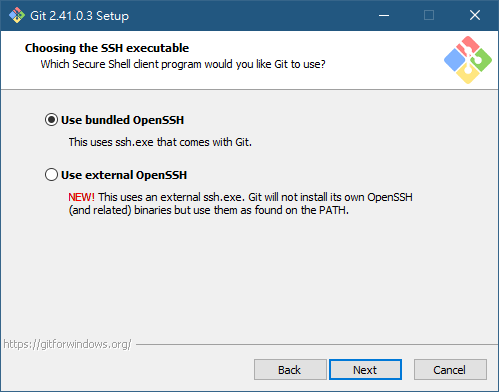 Git 2.41.0.3 Setup
Choosing the SSH executable
Which Secure Shell client program would you like Git to use?
Use bundled OpenSSH
This uses ssh.exe that comes with Git.
Use external OpenSSH
NEW! This uses an external ssh.exe. Git will not install its own OpenSSH
(and related) binaries but use them as found on the PATH.
https://gitforwindows.org/
Back Next Cancel